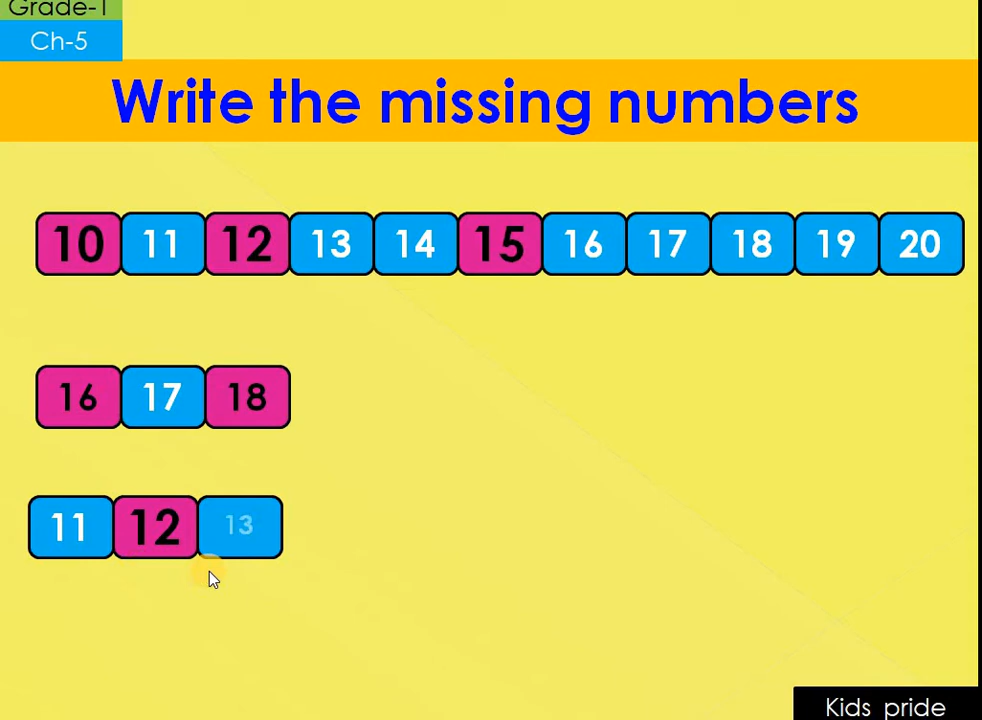 Grade-1
Ch-5
Write the missing numbers
10 11 12 13 14 15 16 17 18 19 20
16 17 18
11 12 13
Kids pride